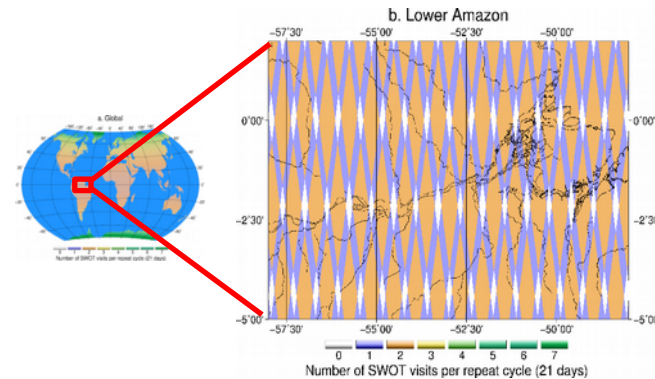 b. Lower Amazon
−57˚30' −55˚00' −52˚30' −50˚00'
a. Global
0˚00' 0˚00'
−2˚30' −2˚30'
−5˚00' −5˚00'
−57˚30' −55˚00' −52˚30' −50˚00'
0 1 2 3 4 5 6 7
Number of SWOT visits per repeat cycle (21 days)
Number of SWOT visits per repeat cycle (21 days)